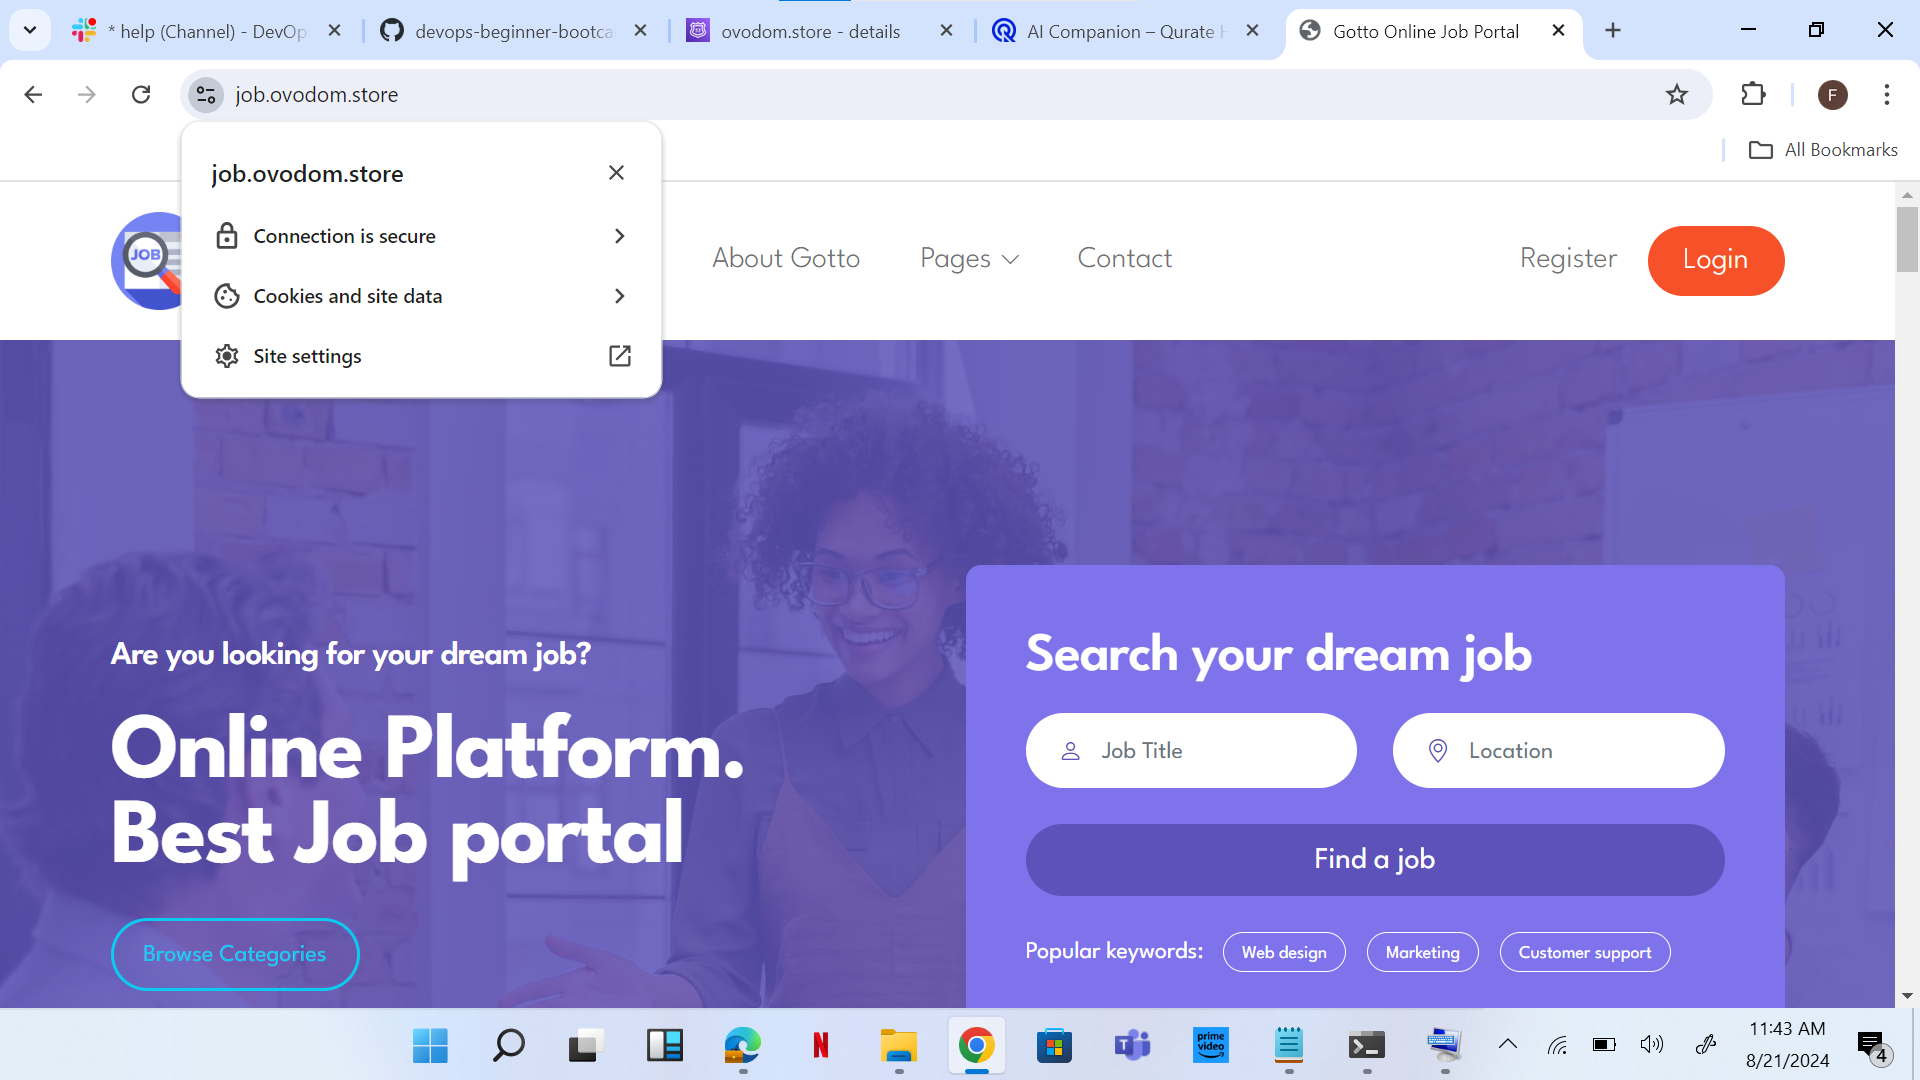 * help (Channel) - DevOp
devops-beginner-bootca
ovodom.store - details
AI Companion – Qurate H
Gotto Online Job Portal
job.ovodom.store
F
All Bookmarks
job.ovodom.store
Connection is secure
Cookies and site data
Site settings
JOB
About Gotto
Pages
Contact
Register
Login
Are you looking for your dream job?
Online Platform.
Best Job portal
Browse Categories
Search your dream job
Job Title
Location
Find a job
Popular keywords:
Web design
Marketing
Customer support
N
prime
video
11:43 AM
8/21/2024
4